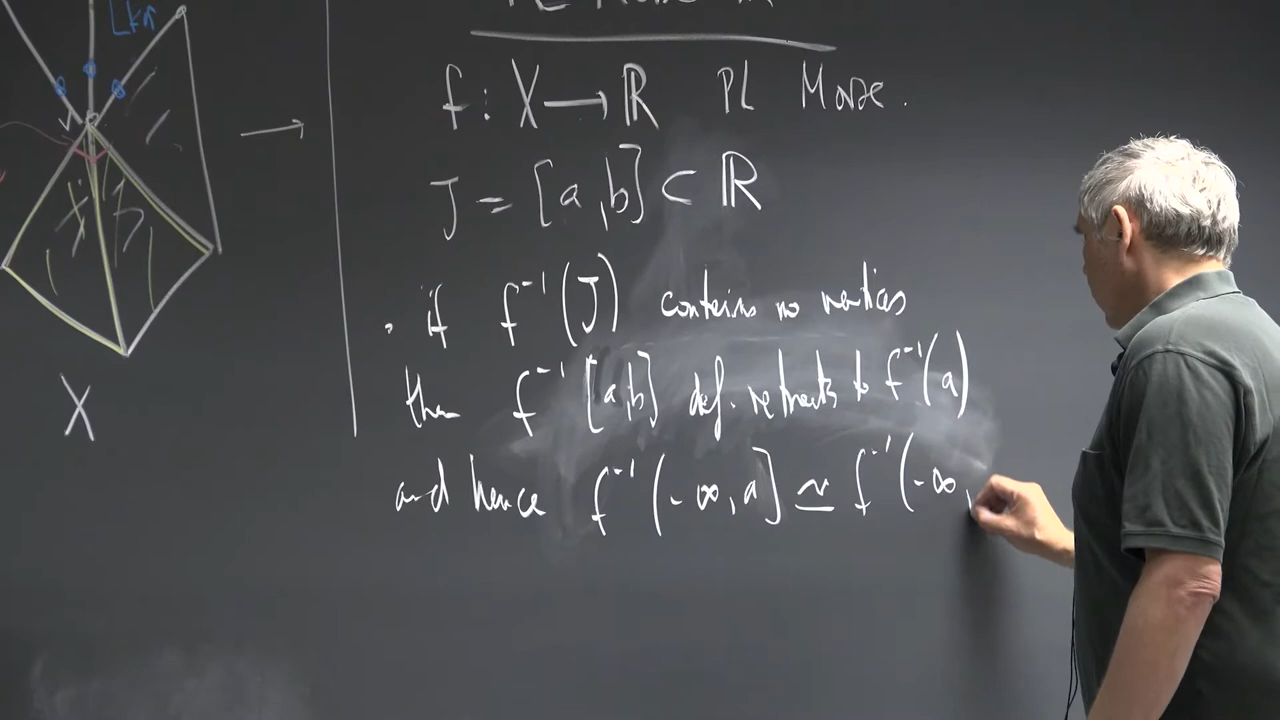 Lk↑
f : X → ℝ PL Morse.
J = [a,b] ⊂ ℝ
• if f⁻¹(J) contains no vertices
then f⁻¹[a,b] def. retracts to f⁻¹(a)
and hence f⁻¹(-∞,a] ≃ f⁻¹(-∞,
X